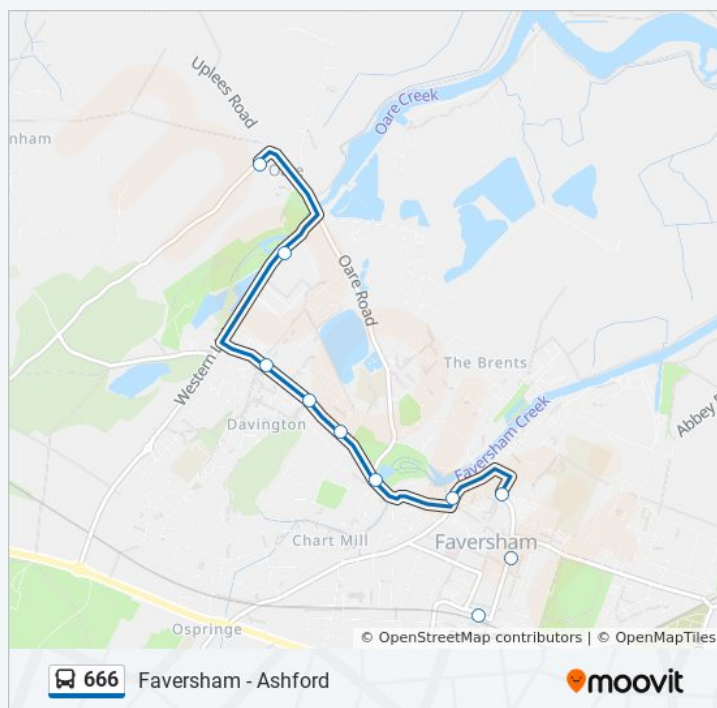 Uplees Road
Oare Creek
nham
Oare Road
The Brents
Western L
Abbey
Davington
Faversham Creek
Chart Mill
Faversham
Ospringe
© OpenStreetMap contributors | © OpenMapTiles
666
Faversham - Ashford
moovit